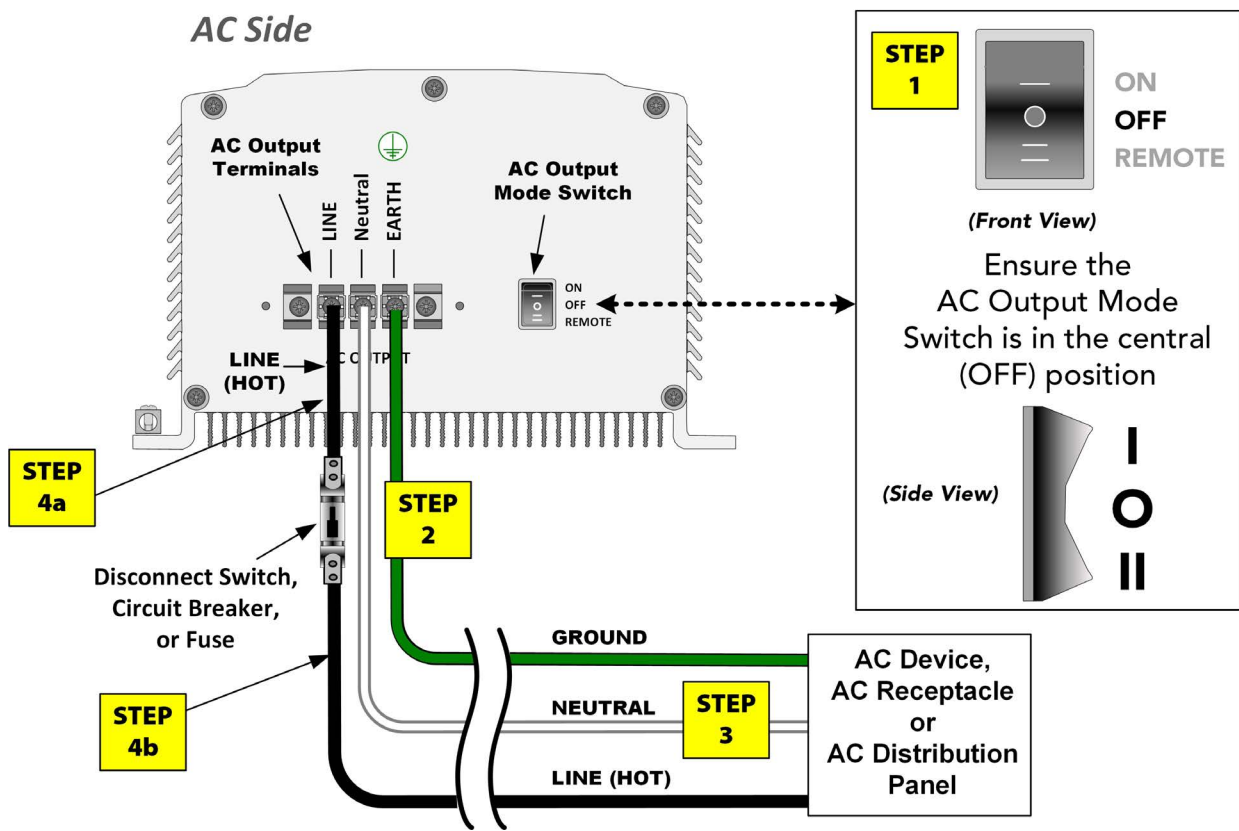 AC Side
AC Output
Terminals
LINE
Neutral
EARTH
AC Output
Mode Switch
ON
OFF
REMOTE
AC OUTPUT
LINE
(HOT)
STEP
4a
STEP
2
Disconnect Switch,
Circuit Breaker,
or Fuse
STEP
4b
GROUND
NEUTRAL
STEP
3
LINE (HOT)
AC Device,
AC Receptacle
or
AC Distribution
Panel
STEP
1
ON
OFF
REMOTE
(Front View)
Ensure the
AC Output Mode
Switch is in the central
(OFF) position
(Side View)
I
O
II